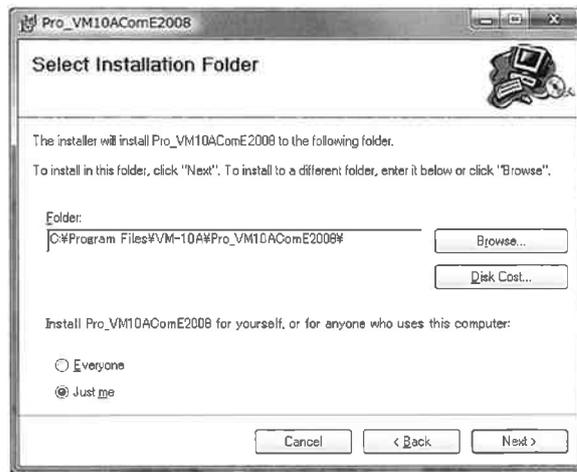 Pro_VM10AComE2008
Select Installation Folder
The installer will install Pro_VM10AComE2008 to the following folder.
To install in this folder, click "Next". To install to a different folder, enter it below or click "Browse".
Folder:
C:¥Program Files¥VM-10A¥Pro_VM10AComE2008¥
Browse...
Disk Cost...
Install Pro_VM10AComE2008 for yourself, or for anyone who uses this computer:
Everyone
Just me
Cancel
< Back
Next >